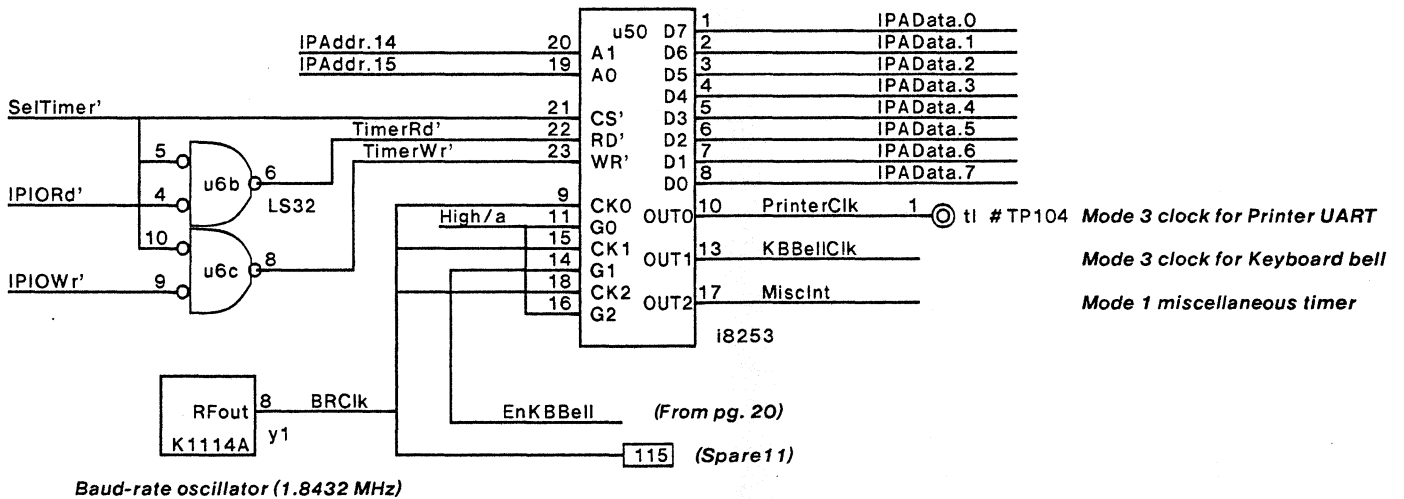 u50 D7 1 IPAData.0
IPAddr.14 20 A1 D6 2 IPAData.1
IPAddr.15 19 A0 D5 3 IPAData.2
D4 4 IPAData.3
SelTimer' 21 CS' D3 5 IPAData.4
TimerRd' 22 RD' D2 6 IPAData.5
5 TimerWr' 23 WR' D1 7 IPAData.6
u6b 6 D0 8 IPAData.7
IPIORd' 4 LS32 9 CK0 OUT0 10 PrinterClk 1 tl # TP104 Mode 3 clock for Printer UART
High/a 11 G0
10 15 CK1
u6c 8 14 G1 OUT1 13 KBBellClk Mode 3 clock for Keyboard bell
IPIOWr' 9 18 CK2
16 G2 OUT2 17 MiscInt Mode 1 miscellaneous timer
i8253
RFout 8 BRClk EnKBBell (From pg. 20)
K1114A y1
115 (Spare11)
Baud-rate oscillator (1.8432 MHz)